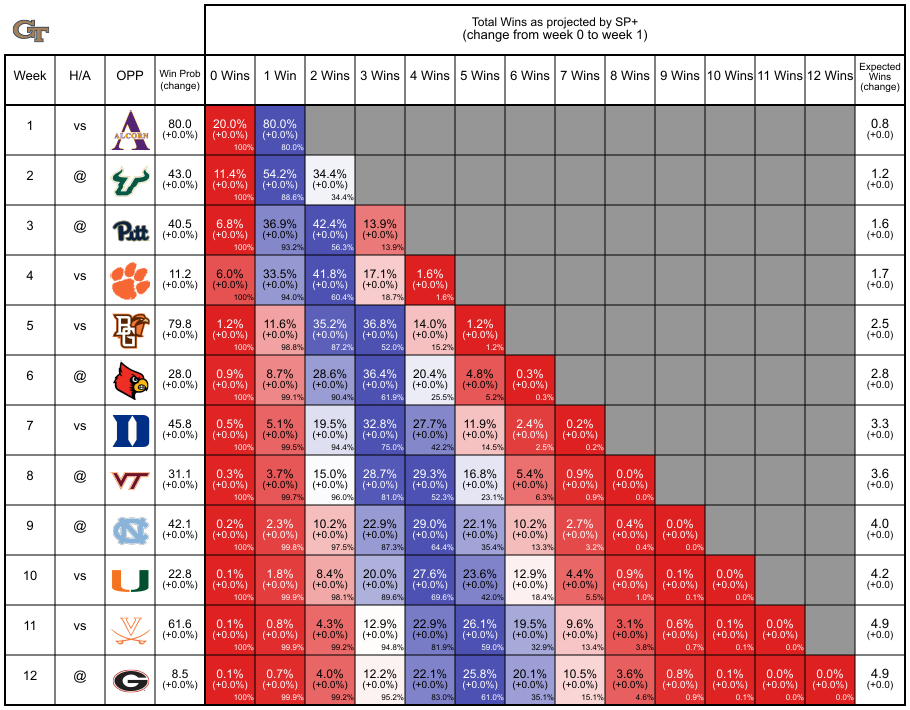 GT
Total Wins as projected by SP+
(change from week 0 to week 1)
Week H/A OPP Win Prob (change) 0 Wins 1 Win 2 Wins 3 Wins 4 Wins 5 Wins 6 Wins 7 Wins 8 Wins 9 Wins 10 Wins 11 Wins 12 Wins Expected Wins (change)
1 vs A ALCORN 80.0 20.0% 80.0% 0.8
(+0.0%) (+0.0%) (+0.0%) (+0.0)
100% 80.0%
2 @ 43.0 11.4% 54.2% 34.4% 1.2
(+0.0%) (+0.0%) (+0.0%) (+0.0%) (+0.0)
100% 88.6% 34.4%
3 @ Pitt 40.5 6.8% 36.9% 42.4% 13.9% 1.6
(+0.0%) (+0.0%) (+0.0%) (+0.0%) (+0.0%) (+0.0)
100% 93.2% 56.3% 13.9%
4 vs 11.2 6.0% 33.5% 41.8% 17.1% 1.6% 1.7
(+0.0%) (+0.0%) (+0.0%) (+0.0%) (+0.0%) (+0.0%) (+0.0)
100% 94.0% 60.4% 18.7% 1.6%
5 vs BG 79.8 1.2% 11.6% 35.2% 36.8% 14.0% 1.2% 2.5
(+0.0%) (+0.0%) (+0.0%) (+0.0%) (+0.0%) (+0.0%) (+0.0%) (+0.0)
100% 98.8% 87.2% 52.0% 15.2% 1.2%
6 @ 28.0 0.9% 8.7% 28.6% 36.4% 20.4% 4.8% 0.3% 2.8
(+0.0%) (+0.0%) (+0.0%) (+0.0%) (+0.0%) (+0.0%) (+0.0%) (+0.0%) (+0.0)
100% 99.1% 90.4% 61.9% 25.5% 5.2% 0.3%
7 vs D 45.8 0.5% 5.1% 19.5% 32.8% 27.7% 11.9% 2.4% 0.2% 3.3
(+0.0%) (+0.0%) (+0.0%) (+0.0%) (+0.0%) (+0.0%) (+0.0%) (+0.0%) (+0.0%) (+0.0)
100% 99.5% 94.4% 75.0% 42.2% 14.5% 2.5% 0.2%
8 @ VT 31.1 0.3% 3.7% 15.0% 28.7% 29.3% 16.8% 5.4% 0.9% 0.0% 3.6
(+0.0%) (+0.0%) (+0.0%) (+0.0%) (+0.0%) (+0.0%) (+0.0%) (+0.0%) (+0.0%) (+0.0%) (+0.0)
100% 99.7% 96.0% 81.0% 52.3% 23.1% 6.3% 0.9% 0.0%
9 @ NC 42.1 0.2% 2.3% 10.2% 22.9% 29.0% 22.1% 10.2% 2.7% 0.4% 0.0% 4.0
(+0.0%) (+0.0%) (+0.0%) (+0.0%) (+0.0%) (+0.0%) (+0.0%) (+0.0%) (+0.0%) (+0.0%) (+0.0%) (+0.0)
100% 99.8% 97.5% 87.3% 64.4% 35.4% 13.3% 3.2% 0.4% 0.0%
10 vs U 22.8 0.1% 1.8% 8.4% 20.0% 27.6% 23.6% 12.9% 4.4% 0.9% 0.1% 0.0% 4.2
(+0.0%) (+0.0%) (+0.0%) (+0.0%) (+0.0%) (+0.0%) (+0.0%) (+0.0%) (+0.0%) (+0.0%) (+0.0%) (+0.0%) (+0.0)
100% 99.9% 98.1% 89.6% 69.6% 42.0% 18.4% 5.5% 1.0% 0.1% 0.0%
11 vs V 61.6 0.1% 0.8% 4.3% 12.9% 22.9% 26.1% 19.5% 9.6% 3.1% 0.6% 0.1% 0.0% 4.9
(+0.0%) (+0.0%) (+0.0%) (+0.0%) (+0.0%) (+0.0%) (+0.0%) (+0.0%) (+0.0%) (+0.0%) (+0.0%) (+0.0%) (+0.0%) (+0.0)
100% 99.9% 99.2% 94.8% 81.9% 59.0% 32.9% 13.4% 3.8% 0.7% 0.1% 0.0%
12 @ G 8.5 0.1% 0.7% 4.0% 12.2% 22.1% 25.8% 20.1% 10.5% 3.6% 0.8% 0.1% 0.0% 0.0% 4.9
(+0.0%) (+0.0%) (+0.0%) (+0.0%) (+0.0%) (+0.0%) (+0.0%) (+0.0%) (+0.0%) (+0.0%) (+0.0%) (+0.0%) (+0.0%) (+0.0%) (+0.0)
100% 99.9% 99.2% 95.2% 83.0% 61.0% 35.1% 15.1% 4.6% 0.9% 0.1% 0.0% 0.0%